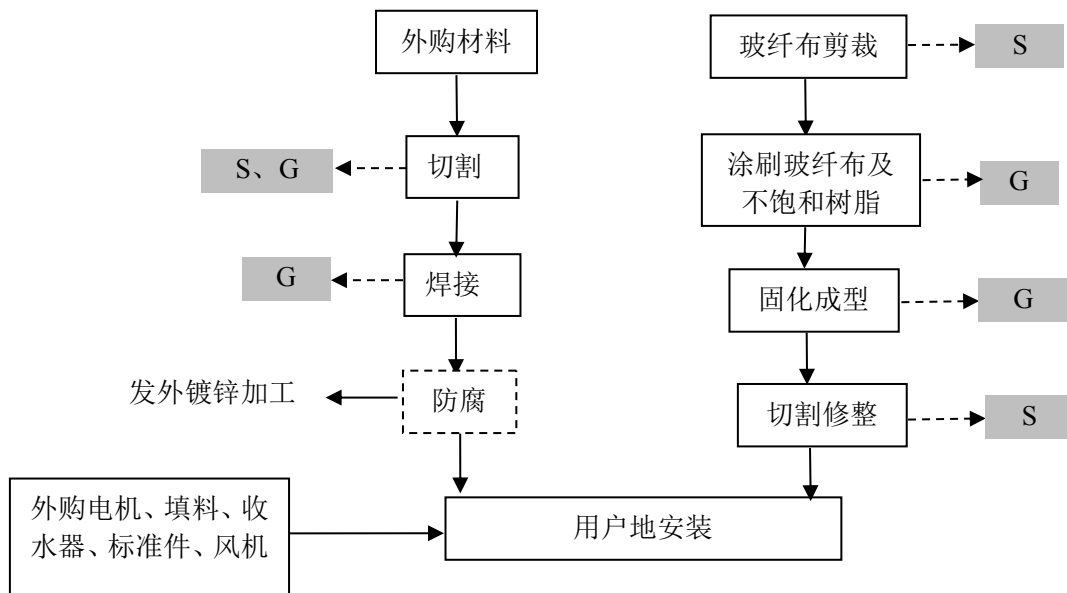 外购材料
玻纤布剪裁
S
S、G
切割
涂刷玻纤布及
不饱和树脂
G
G
焊接
固化成型
G
发外镀锌加工
防腐
切割修整
S
外购电机、填料、收
水器、标准件、风机
用户地安装